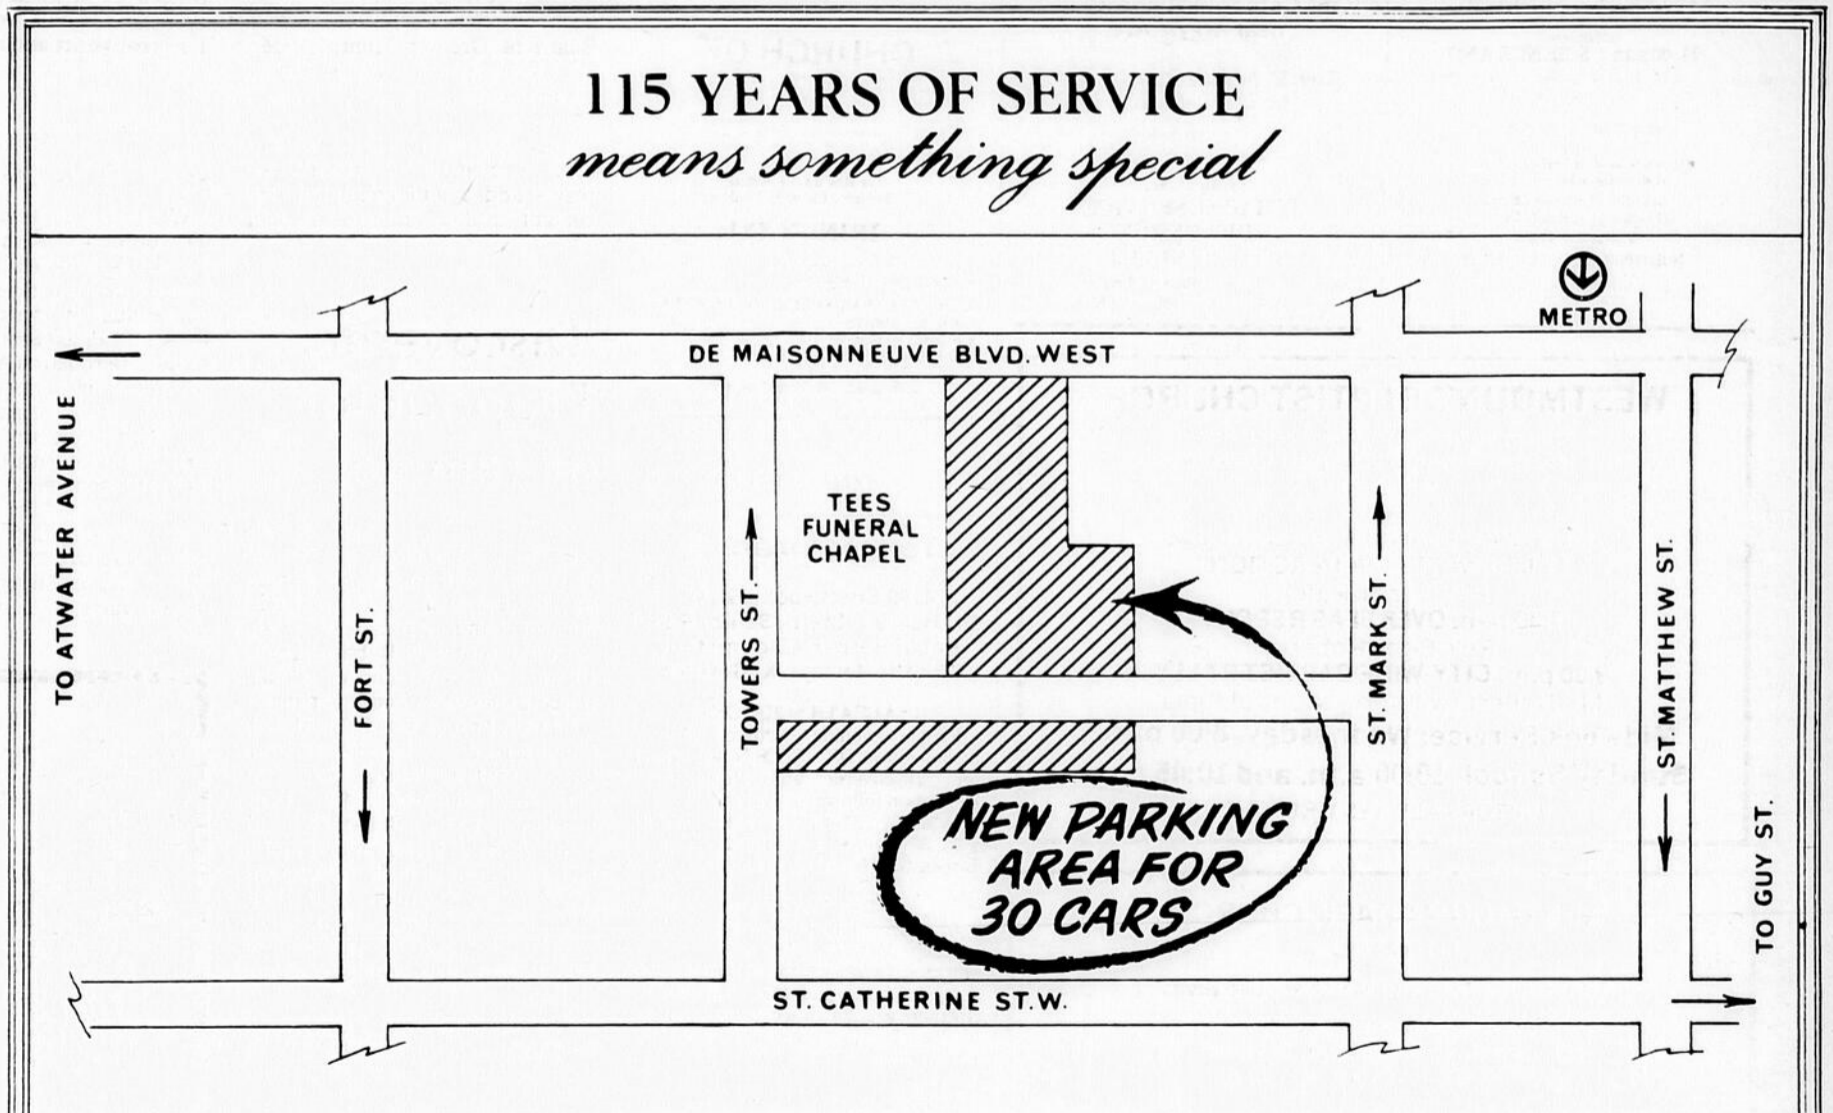 115 YEARS OF SERVICE
means something special
METRO
DE MAISONNEUVE BLVD. WEST
TO ATWATER AVENUE
TEES
FUNERAL
CHAPEL
FORT ST.
TOWERS ST.
ST. MARK ST.
ST. MATTHEW ST.
NEW PARKING
AREA FOR
30 CARS
TO GUY ST.
ST. CATHERINE ST. W.